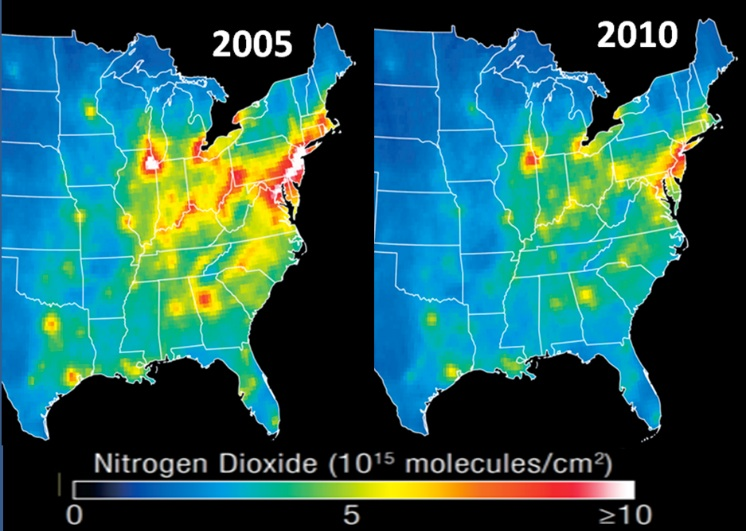 2005
2010
Nitrogen Dioxide (10¹⁵ molecules/cm²)
0 5 ≥10